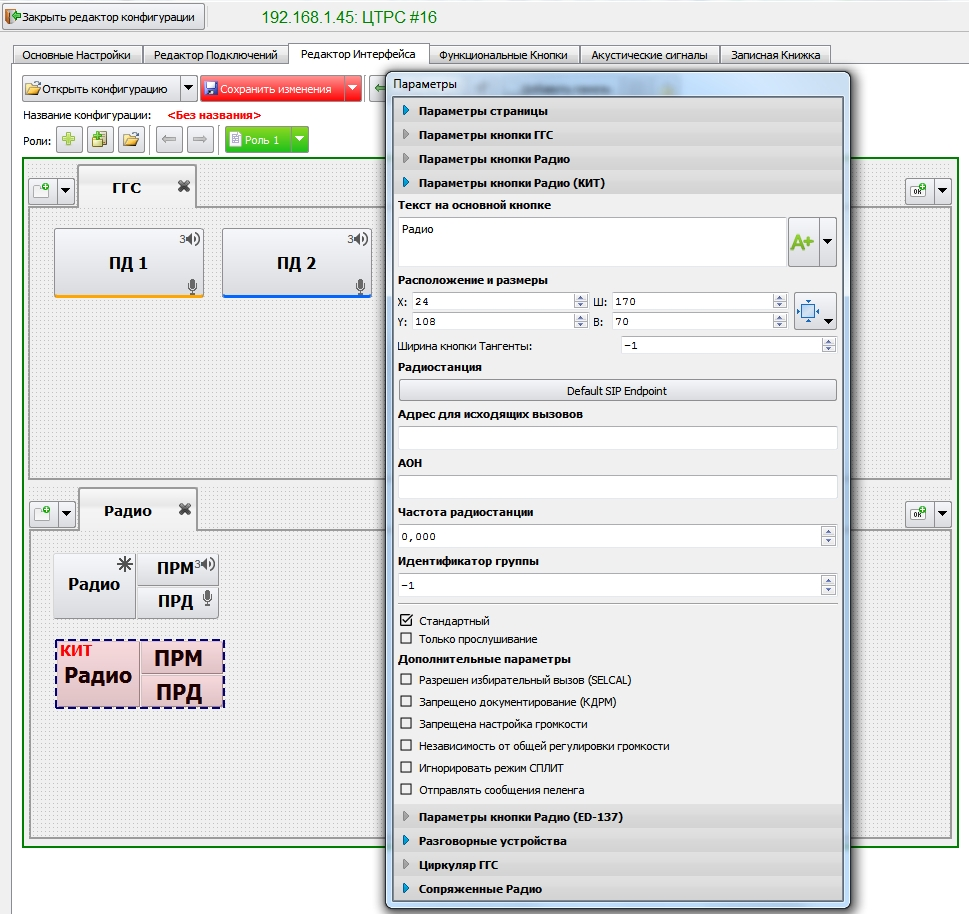 Закрыть редактор конфигурации
192.168.1.45: ЦТРС #16
Основные Настройки
Редактор Подключений
Редактор Интерфейса
Функциональные Кнопки
Акустические сигналы
Записная Книжка
Открыть конфигурацию
Сохранить изменения
Название конфигурации: <Без названия>
Роли:
Роль 1
ГГС
ОК
ПД 1
3
ПД 2
3
Радио
ОК
Радио
ПРМ
3
ПРД
КИТ
Радио
ПРМ
ПРД
Параметры
Параметры страницы
Параметры кнопки ГГС
Параметры кнопки Радио
Параметры кнопки Радио (КИТ)
Текст на основной кнопке
Радио
A+
Расположение и размеры
X: 24 Ш: 170
Y: 108 В: 70
Ширина кнопки Тангенты: -1
Радиостанция
Default SIP Endpoint
Адрес для исходящих вызовов
АОН
Частота радиостанции
0,000
Идентификатор группы
-1
Стандартный
Только прослушивание
Дополнительные параметры
Разрешен избирательный вызов (SELCAL)
Запрещено документирование (КДРМ)
Запрещена настройка громкости
Независимость от общей регулировки громкости
Игнорировать режим СПЛИТ
Отправлять сообщения пеленга
Параметры кнопки Радио (ED-137)
Разговорные устройства
Циркуляр ГГС
Сопряженные Радио